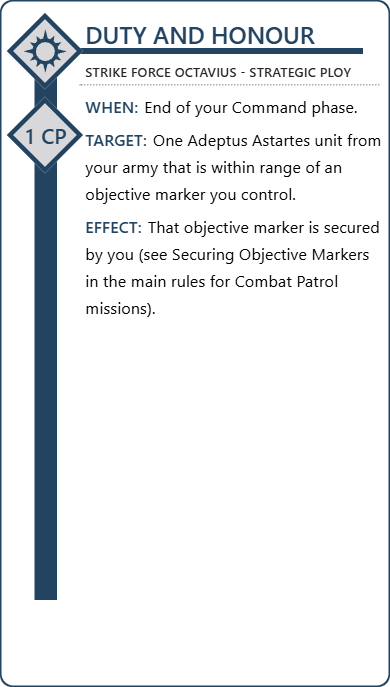 DUTY AND HONOUR
STRIKE FORCE OCTAVIUS - STRATEGIC PLOY
1 CP
WHEN: End of your Command phase.
TARGET: One Adeptus Astartes unit from
your army that is within range of an
objective marker you control.
EFFECT: That objective marker is secured
by you (see Securing Objective Markers
in the main rules for Combat Patrol
missions).